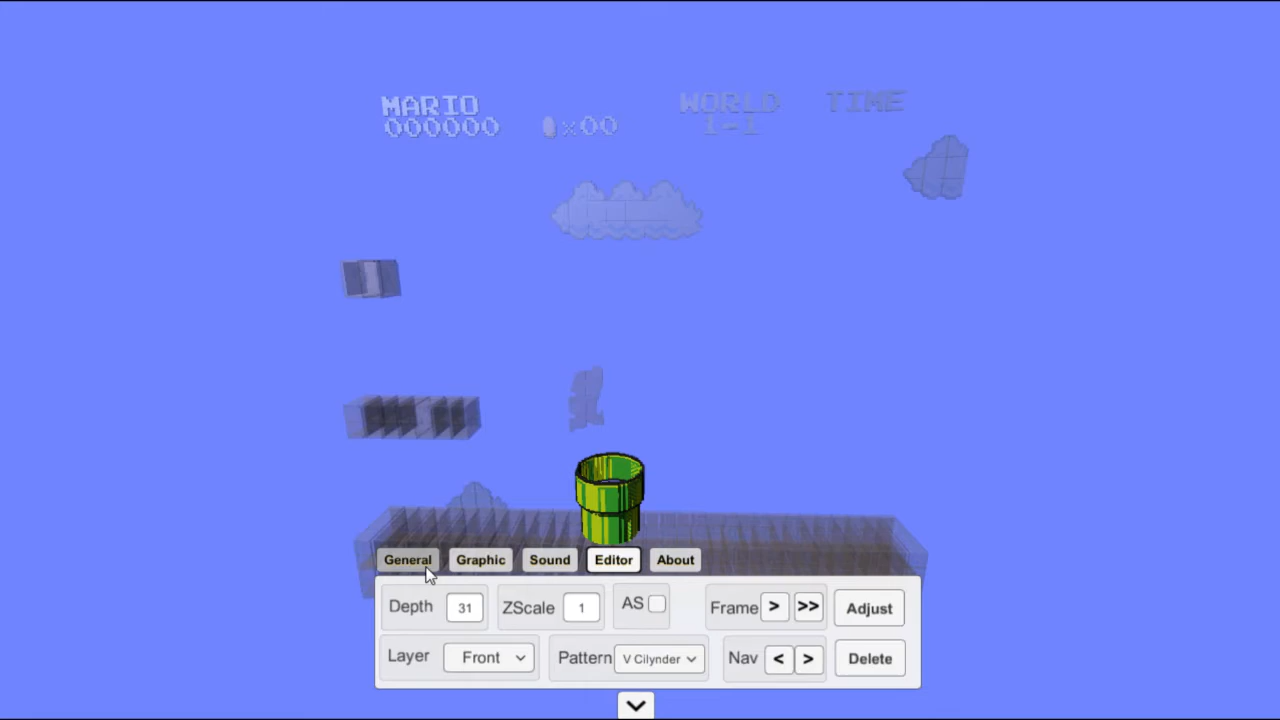 MARIO WORLD TIME
000000 x00 1-1
General Graphic Sound Editor About
Depth 31 ZScale 1 AS Frame > >> Adjust
Layer Front Pattern V Cilynder Nav < > Delete